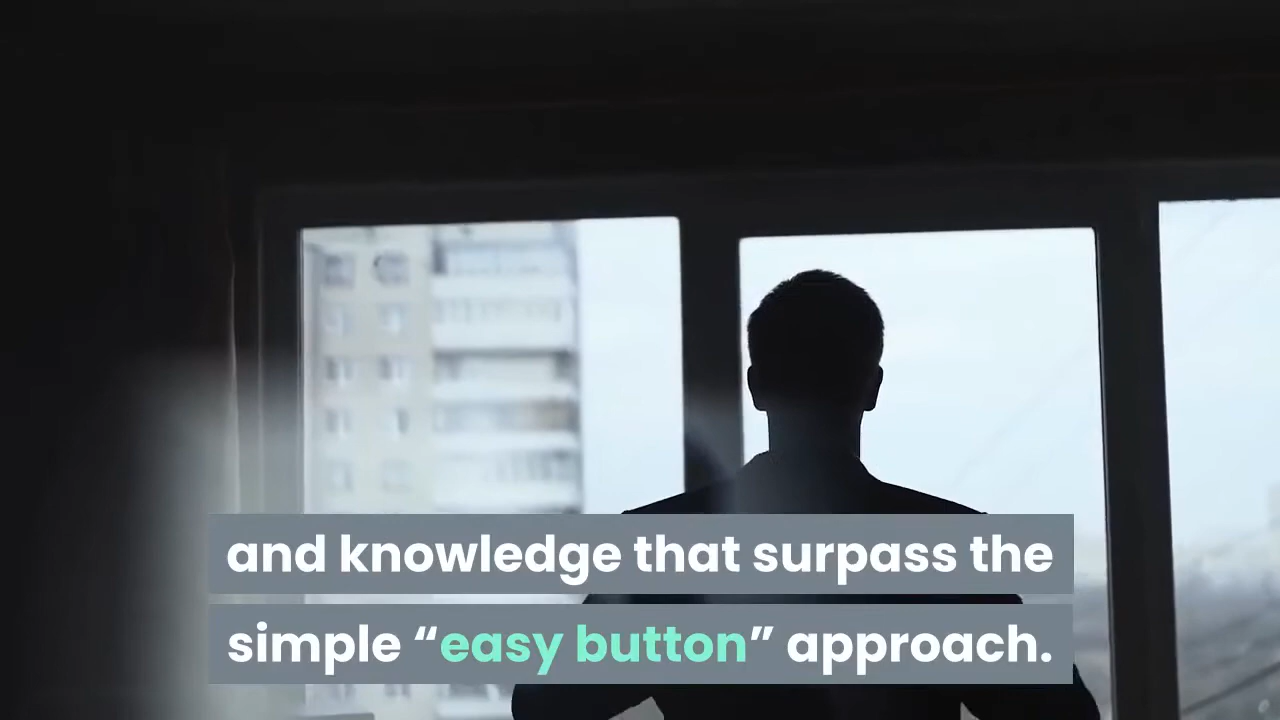 and knowledge that surpass the
simple “easy button” approach.